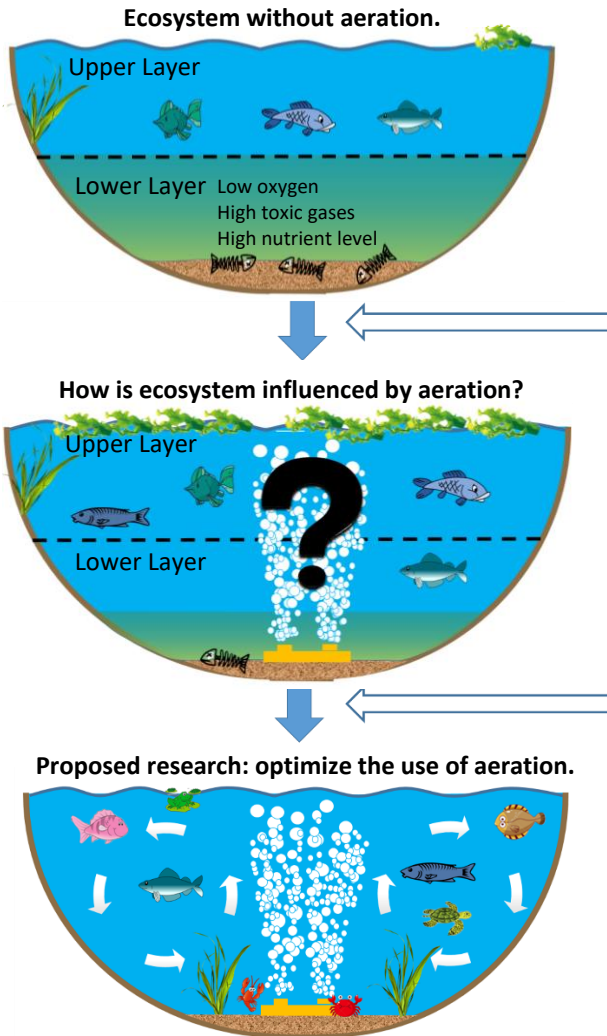 Ecosystem without aeration.
Upper Layer
Lower Layer Low oxygen
High toxic gases
High nutrient level
How is ecosystem influenced by aeration?
Upper Layer
?
Lower Layer
Proposed research: optimize the use of aeration.